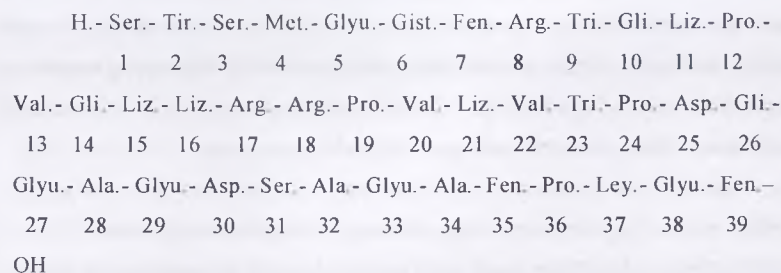 H.- Ser.- Tir.- Ser.- Met.- Glyu.- Gist.- Fen.- Arg.- Tri.- Gli.- Liz.- Pro.-
1 2 3 4 5 6 7 8 9 10 11 12
Val.- Gli.- Liz.- Liz.- Arg.- Arg.- Pro.- Val.- Liz.- Val.- Tri.- Pro.- Asp.- Gli.-
13 14 15 16 17 18 19 20 21 22 23 24 25 26
Glyu.- Ala.- Glyu.- Asp.- Ser.- Ala.- Glyu.- Ala.- Fen.- Pro.- Ley.- Glyu.- Fen.–
27 28 29 30 31 32 33 34 35 36 37 38 39
OH